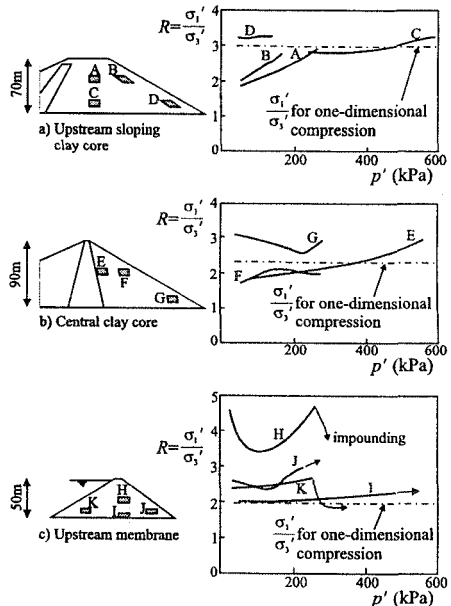 70m
A
B
C
D
a) Upstream sloping
clay core
R=σ₁'/σ₃'
4
3
2
1
0
D
B
A
C
σ₁'/σ₃' for one-dimensional
compression
200 400 600
p' (kPa)
90m
E
F
G
b) Central clay core
R=σ₁'/σ₃'
4
3
2
1
0
G
E
F
σ₁'/σ₃' for one-dimensional
compression
200 400 600
p' (kPa)
50m
K
H
I
J
c) Upstream membrane
R=σ₁'/σ₃'
5
4
3
2
1
0
H
impounding
J
K
I
σ₁'/σ₃' for one-dimensional
compression
200 400 600
p' (kPa)